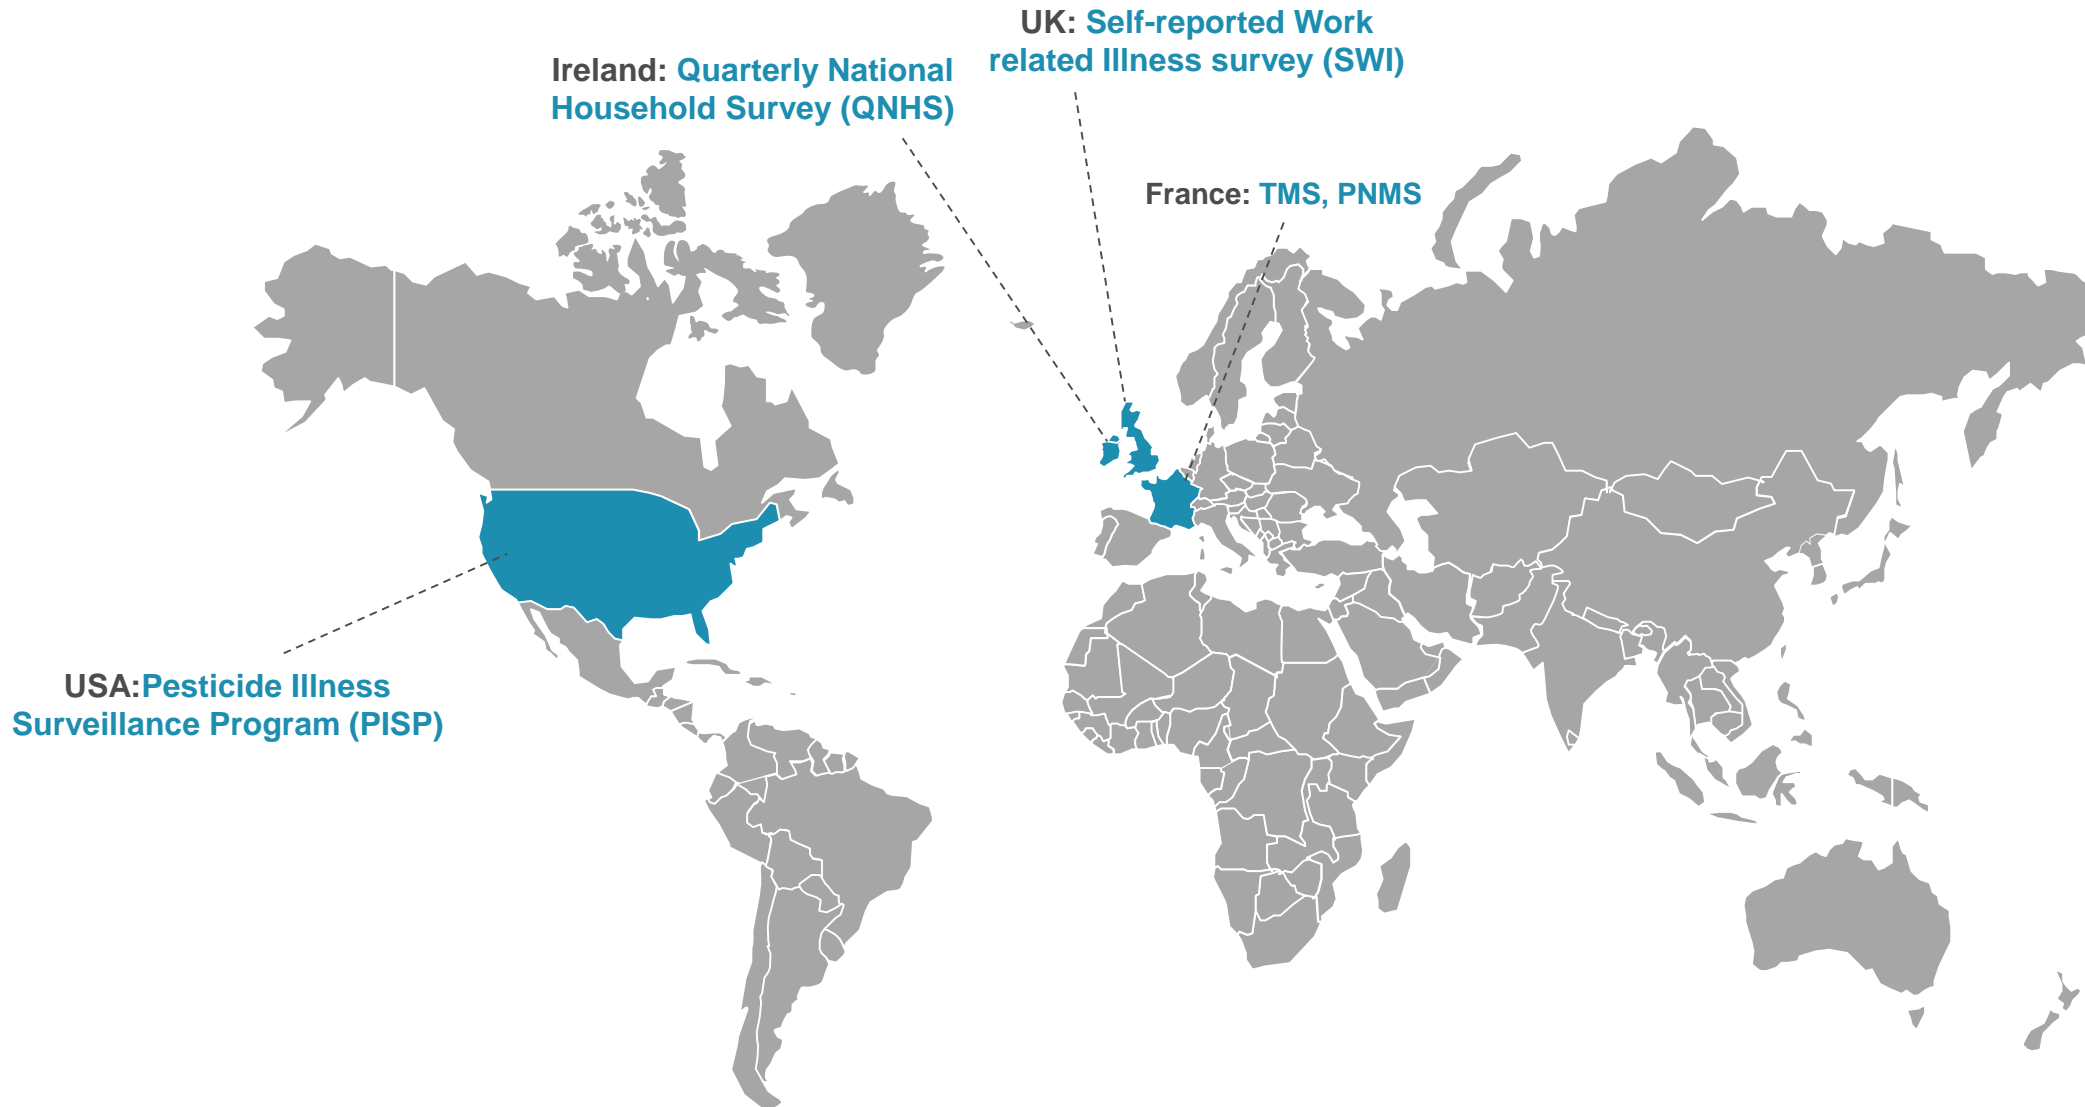 UK: Self-reported Work
related Illness survey (SWI)
Ireland: Quarterly National
Household Survey (QNHS)
France: TMS, PNMS
USA:Pesticide Illness
Surveillance Program (PISP)